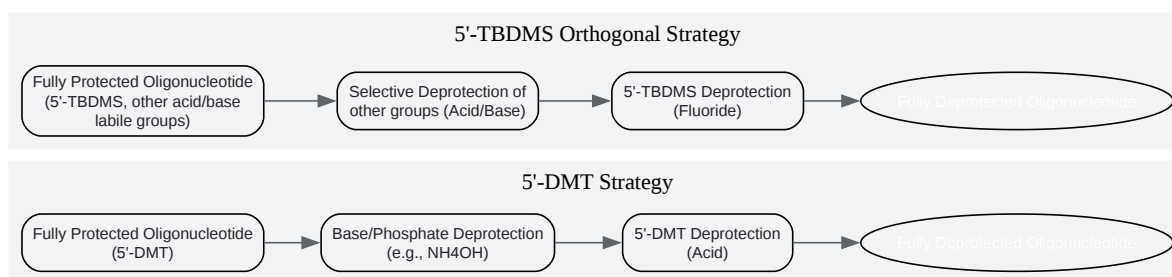 5'-TBDMS Orthogonal Strategy
Fully Protected Oligonucleotide
(5'-TBDMS, other acid/base
labile groups)
Selective Deprotection of
other groups (Acid/Base)
5'-TBDMS Deprotection
(Fluoride)
Fully Deprotected Oligonucleotide
5'-DMT Strategy
Fully Protected Oligonucleotide
(5'-DMT)
Base/Phosphate Deprotection
(e.g., NH4OH)
5'-DMT Deprotection
(Acid)
Fully Deprotected Oligonucleotide